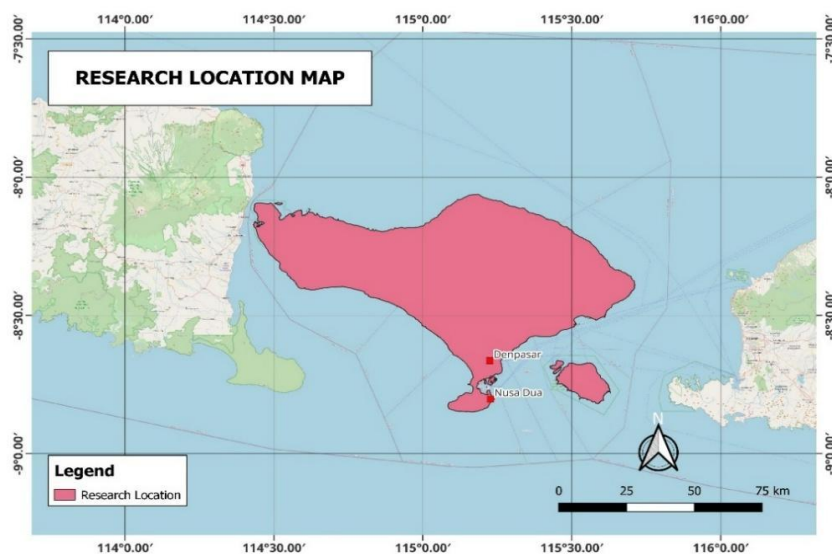 114°0.00′ 114°30.00′ 115°0.00′ 115°30.00′ 116°0.00′
-7°30.00′ -7°30.00′
RESEARCH LOCATION MAP
-8°0.00′ -8°0.00′
-8°30.00′ -8°30.00′
Denpasar
Nusa Dua
N
-9°0.00′ -9°0.00′
Legend
Research Location
0 25 50 75 km
114°0.00′ 114°30.00′ 115°0.00′ 115°30.00′ 116°0.00′